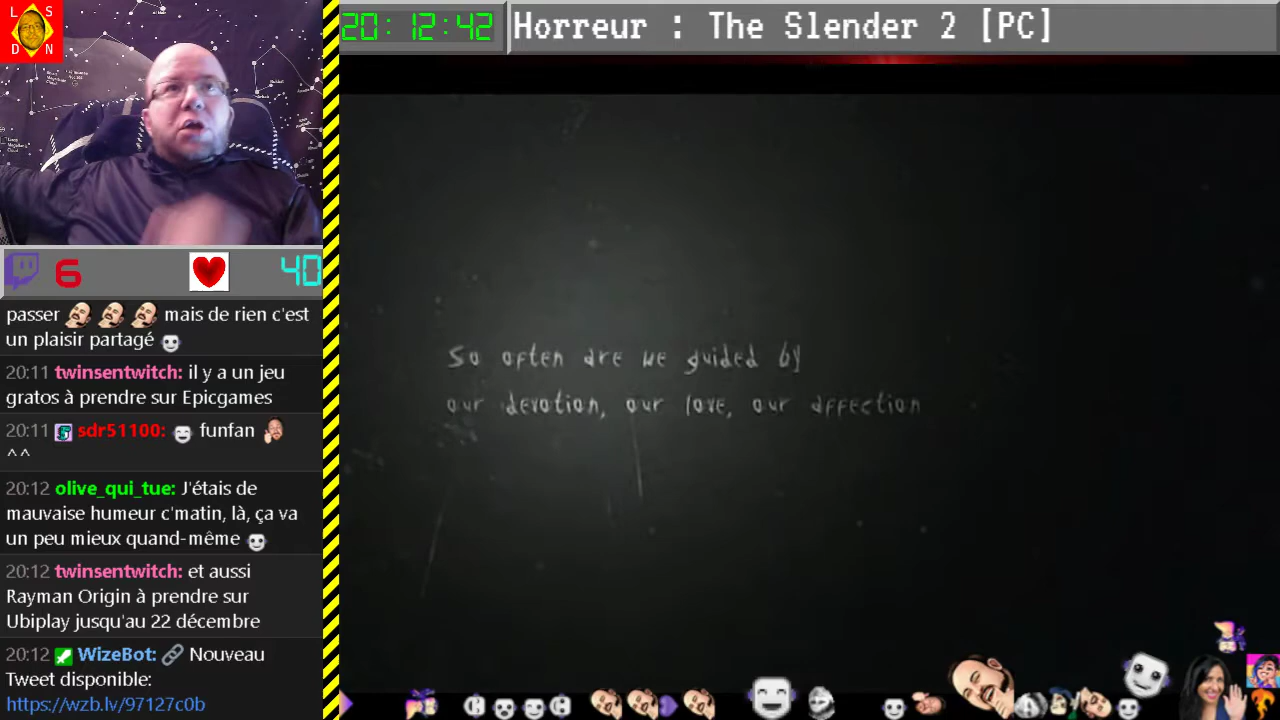 L S
D N
20:12:42
Horreur : The Slender 2 [PC]
6
40
passer mais de rien c'est
un plaisir partagé
20:11 twinsentwitch: il y a un jeu
gratos à prendre sur Epicgames
20:11 sdr51100: funfan
^^
20:12 olive_qui_tue: J'étais de
mauvaise humeur c'matin, là, ça va
un peu mieux quand-même
20:12 twinsentwitch: et aussi
Rayman Origin à prendre sur
Ubiplay jusqu'au 22 décembre
20:12 WizeBot: Nouveau
Tweet disponible:
https://wzb.lv/97127c0b
So often are we guided by
our devotion, our love, our affection